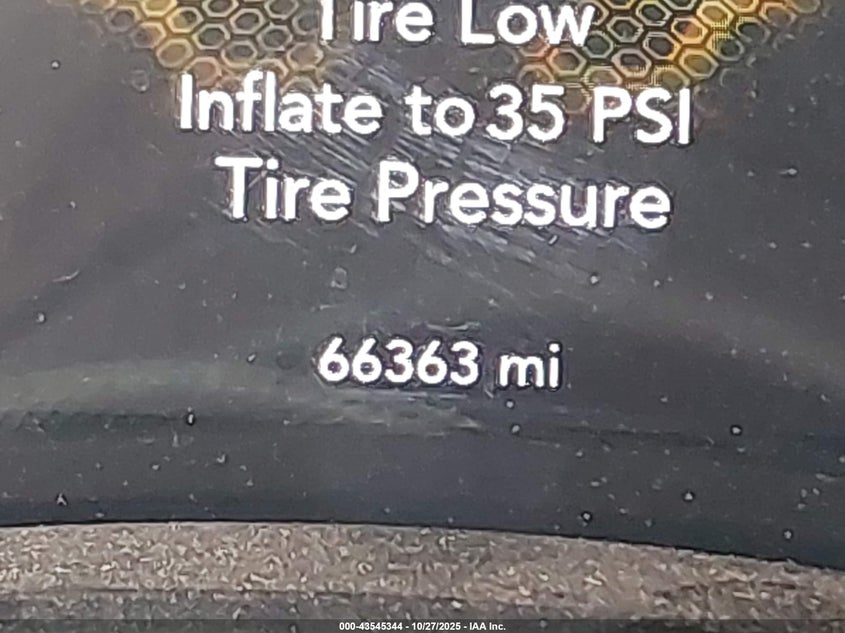 Tire Low
Inflate to 35 PSI
Tire Pressure
66363 mi
000-43545344 - 10/27/2025 - IAA Inc.